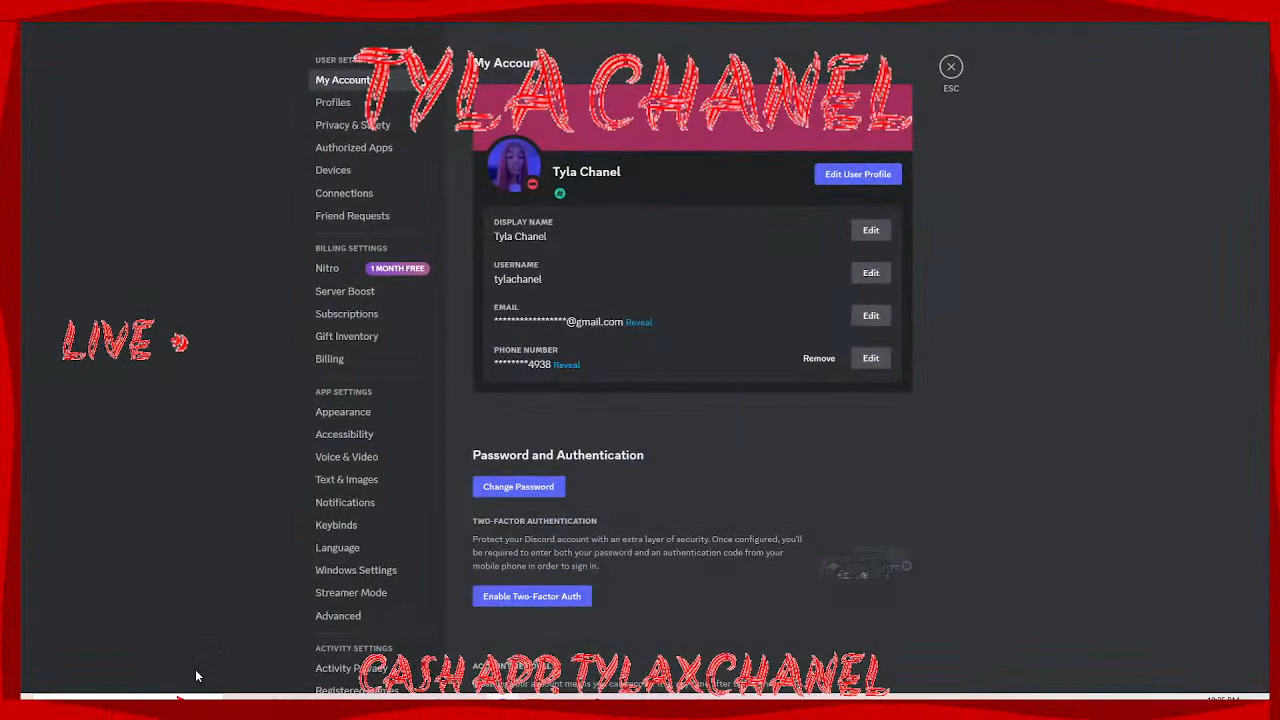 TYLA CHANEL
My Account
ESC
My Account
Profiles
Privacy & Safety
Authorized Apps
Devices
Connections
Friend Requests
BILLING SETTINGS
Nitro
1 MONTH FREE
Server Boost
Subscriptions
Gift Inventory
Billing
APP SETTINGS
Appearance
Accessibility
Voice & Video
Text & Images
Notifications
Keybinds
Language
Windows Settings
Streamer Mode
Advanced
ACTIVITY SETTINGS
Activity Privacy
Tyla Chanel
#
Edit User Profile
DISPLAY NAME
Tyla Chanel
Edit
USERNAME
tylachanel
Edit
EMAIL
*****************@gmail.com Reveal
Edit
PHONE NUMBER
********4938 Reveal
Remove
Edit
Password and Authentication
Change Password
TWO-FACTOR AUTHENTICATION
Protect your Discord account with an extra layer of security. Once configured, you'll
be required to enter both your password and an authentication code from your
mobile phone in order to sign in.
Enable Two-Factor Auth
LIVE
CASH APP: TYLAXCHANEL